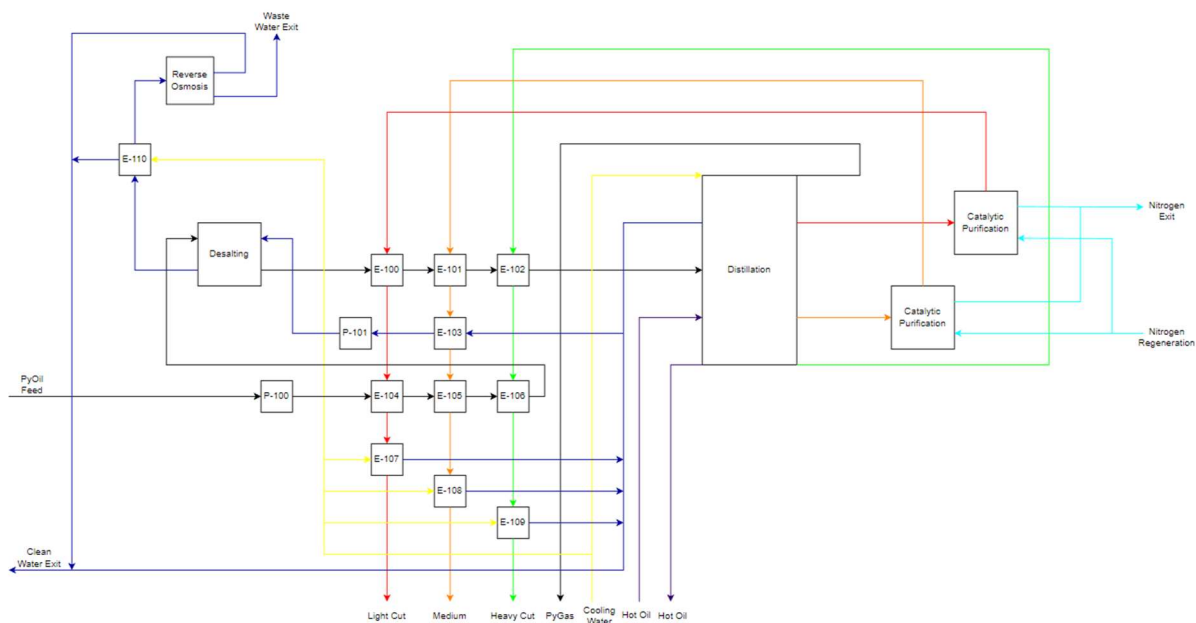 Waste
Water Exit
Reverse
Osmosis
E-110
Desalting
E-100
E-101
E-102
Distillation
Catalytic
Purification
Nitrogen
Exit
Catalytic
Purification
P-101
E-103
Nitrogen
Regeneration
PyOil
Feed
P-100
E-104
E-105
E-106
E-107
E-108
E-109
Clean
Water Exit
Light Cut
Medium
Heavy Cut
PyGas
Cooling
Water
Hot Oil
Hot Oil